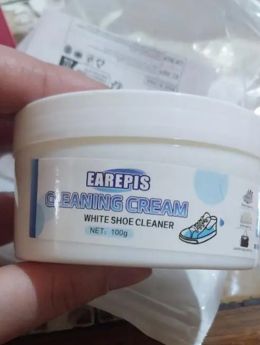 EAREPIS
CLEANING CREAM
WHITE SHOE CLEANER
NET: 100g